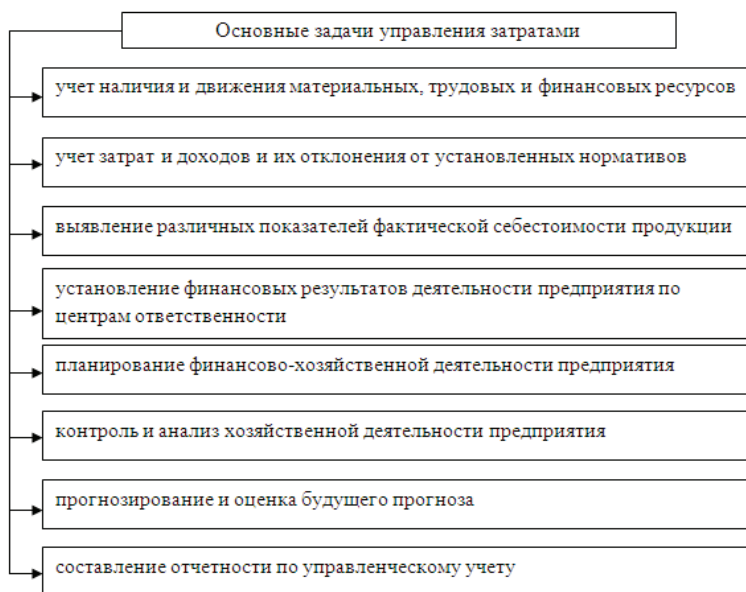 Основные задачи управления затратами
учет наличия и движения материальных, трудовых и финансовых ресурсов
учет затрат и доходов и их отклонения от установленных нормативов
выявление различных показателей фактической себестоимости продукции
установление финансовых результатов деятельности предприятия по
центрам ответственности
планирование финансово-хозяйственной деятельности предприятия
контроль и анализ хозяйственной деятельности предприятия
прогнозирование и оценка будущего прогноза
составление отчетности по управленческому учету